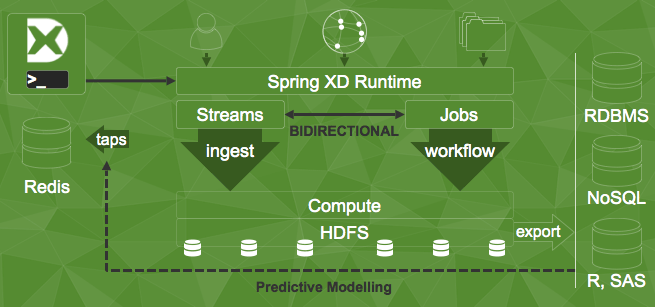 >_
Spring XD Runtime
Streams
BIDIRECTIONAL
Jobs
RDBMS
taps
ingest
workflow
Redis
NoSQL
Compute
HDFS
export
R, SAS
Predictive Modelling